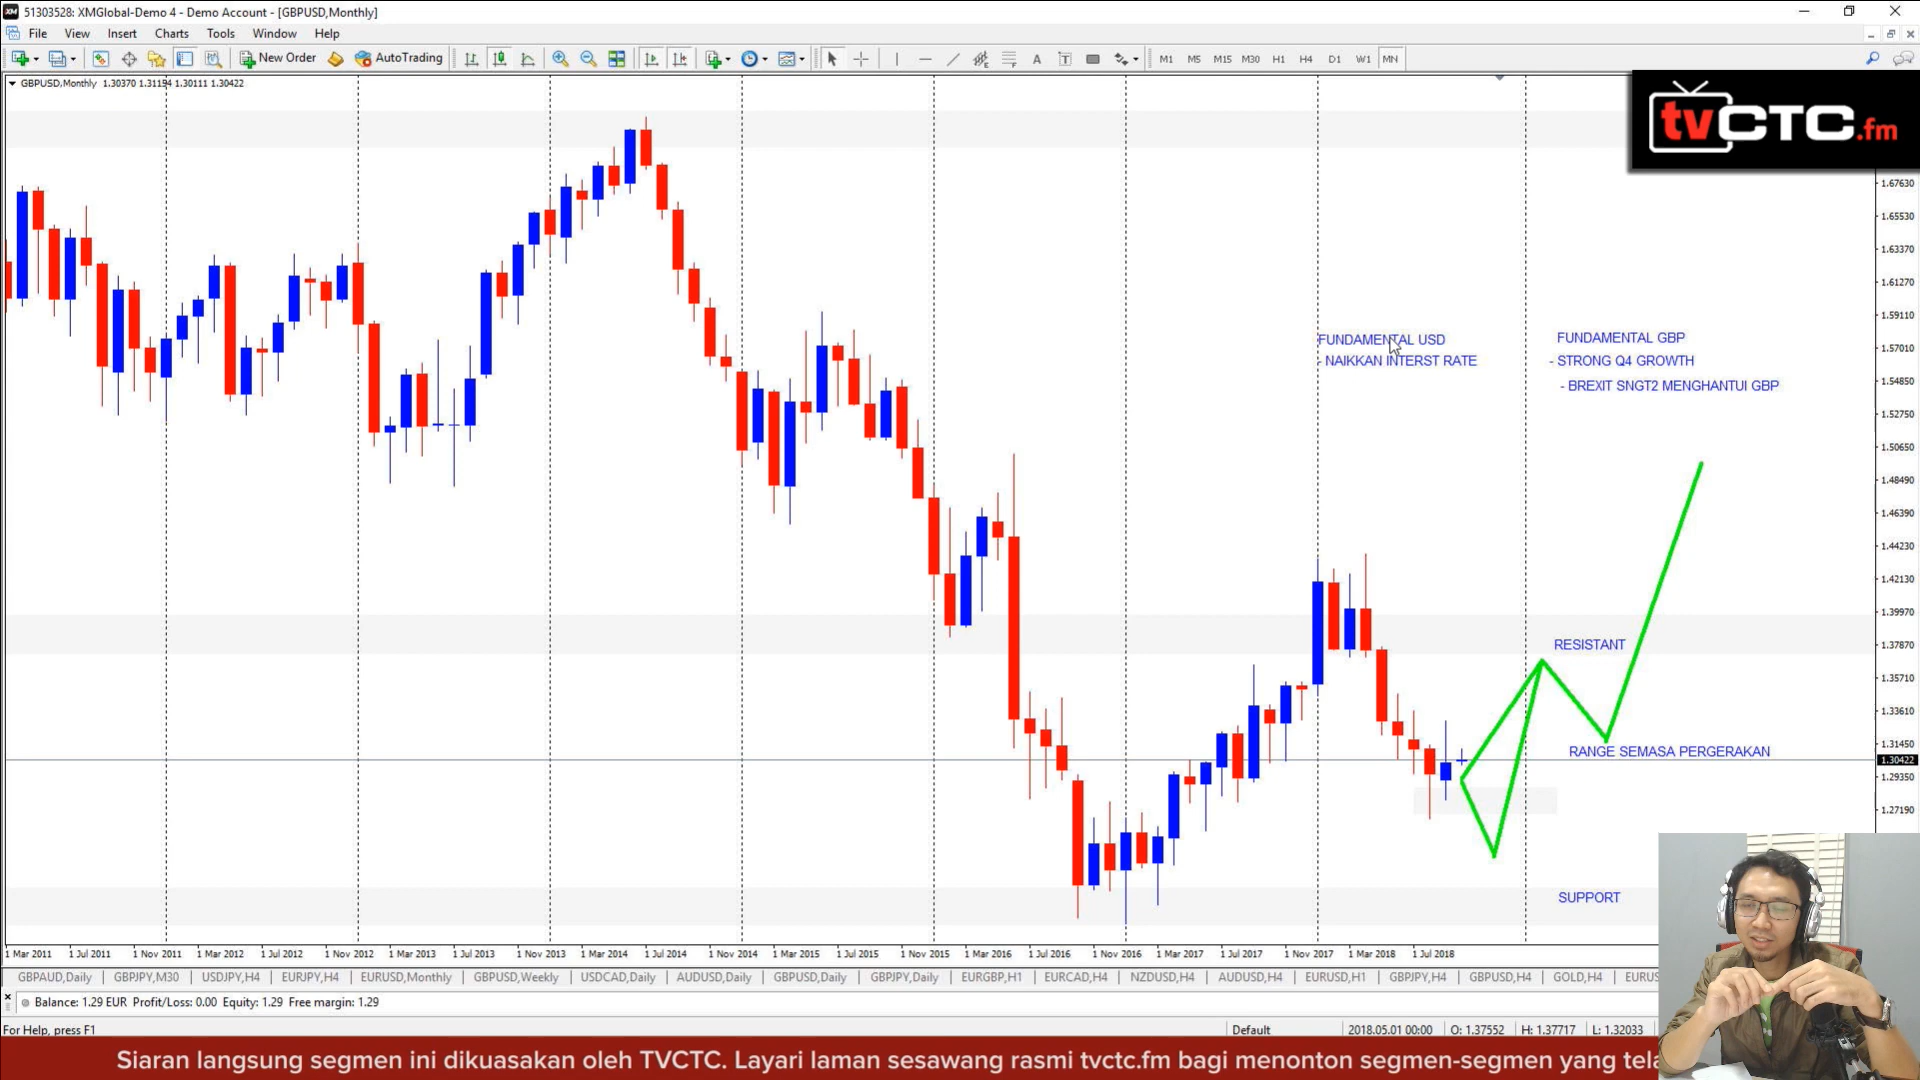 51303528: XMGlobal-Demo 4 - Demo Account - [GBPUSD,Monthly]
File View Insert Charts Tools Window Help
New Order AutoTrading M1 M5 M15 M30 H1 H4 D1 W1 MN
GBPUSD,Monthly 1.30370 1.31194 1.30111 1.30422
tvCTC.fm
1.67630
1.65530
1.63370
1.61270
1.59110
FUNDAMENTAL USD
FUNDAMENTAL GBP
1.57010
- NAIKKAN INTERST RATE
- STRONG Q4 GROWTH
- BREXIT SNGT2 MENGHANTUI GBP
1.54850
1.52750
1.50650
1.48490
1.46390
1.44230
1.42130
1.39970
RESISTANT
1.37870
1.35710
1.33610
1.31450
RANGE SEMASA PERGERAKAN
1.30422
1.29350
1.27190
SUPPORT
1 Mar 2011 1 Jul 2011 1 Nov 2011 1 Mar 2012 1 Jul 2012 1 Nov 2012 1 Mar 2013 1 Jul 2013 1 Nov 2013 1 Mar 2014 1 Jul 2014 1 Nov 2014 1 Mar 2015 1 Jul 2015 1 Nov 2015 1 Mar 2016 1 Jul 2016 1 Nov 2016 1 Mar 2017 1 Jul 2017 1 Nov 2017 1 Mar 2018 1 Jul 2018
GBPAUD,Daily GBPJPY,M30 USDJPY,H4 EURJPY,H4 EURUSD,Monthly GBPUSD,Weekly USDCAD,Daily AUDUSD,Daily GBPUSD,Daily GBPJPY,Daily EURGBP,H1 EURCAD,H4 NZDUSD,H4 AUDUSD,H4 EURUSD,H1 GBPJPY,H4 GBPUSD,H4 GOLD,H4 EURUS
Balance: 1.29 EUR Profit/Loss: 0.00 Equity: 1.29 Free margin: 1.29
For Help, press F1 Default 2018.05.01 00:00 O: 1.37552 H: 1.37717 L: 1.32033
Siaran langsung segmen ini dikuasakan oleh TVCTC. Layari laman sesawang rasmi tvctc.fm bagi menonton segmen-segmen yang tela